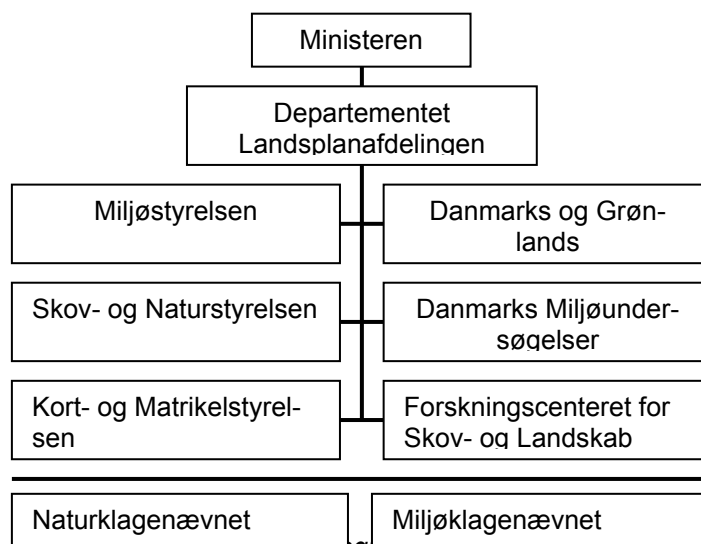 Ministeren
Departementet
Landsplanafdelingen
Miljøstyrelsen
Danmarks og Grøn-
lands
Skov- og Naturstyrelsen
Danmarks Miljøunder-
søgelser
Kort- og Matrikelstyrel-
sen
Forskningscenteret for
Skov- og Landskab
Naturklagenævnet
Miljøklagenævnet